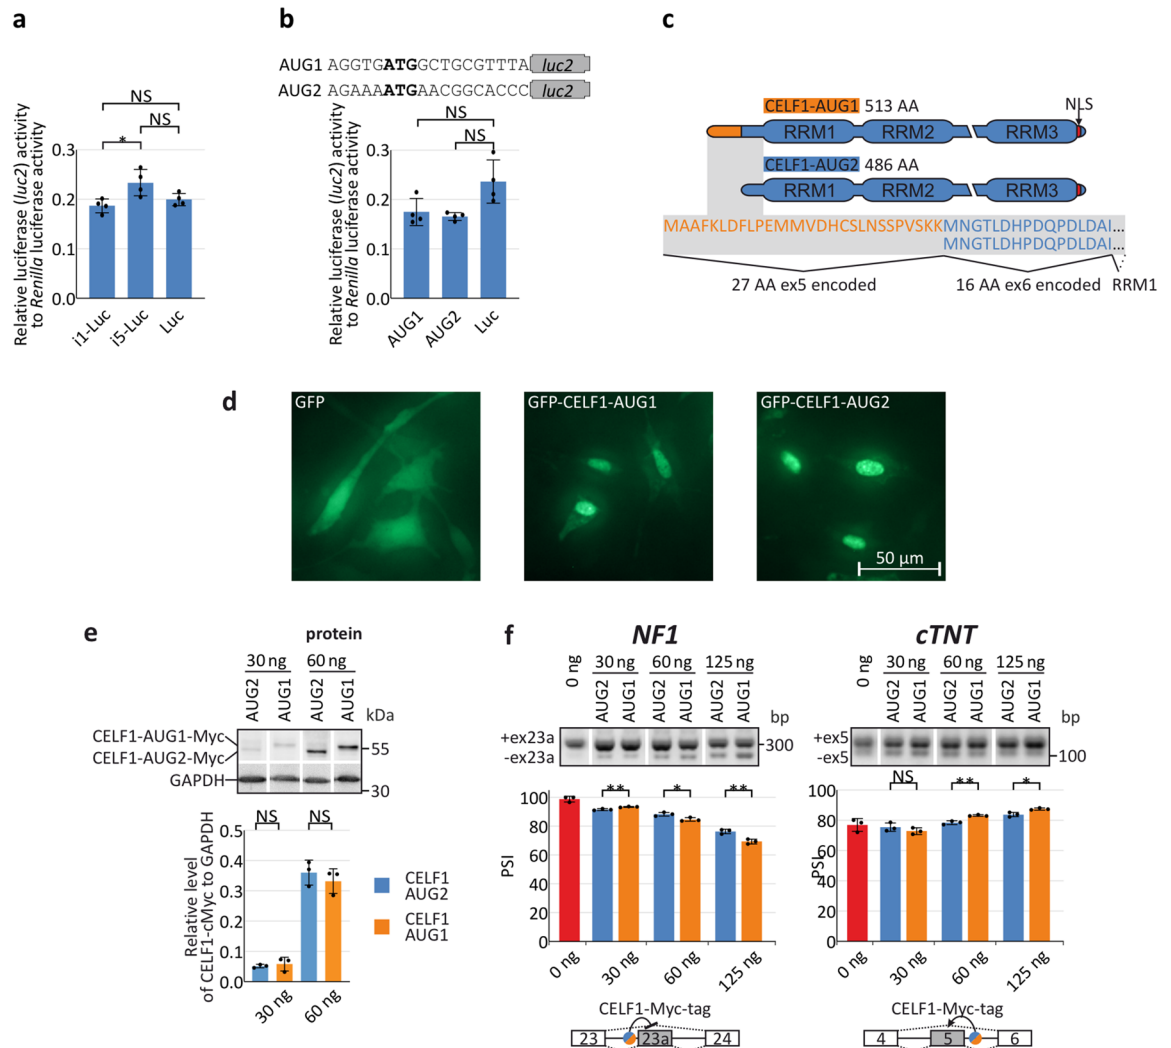 a
Relative luciferase (luc2) activity
to Renilla luciferase activity
NS
NS
*
0.3
0.2
0.1
0.0
i1-Luc
i5-Luc
Luc
b
AUG1 AGGTGATGGCTGCGTTTA luc2
AUG2 AGAAAATGAACGGCACCC luc2
Relative luciferase (luc2) activity
to Renilla luciferase activity
NS
NS
0.3
0.2
0.1
0.0
AUG1
AUG2
Luc
c
CELF1-AUG1 513 AA
NLS
RRM1 RRM2 RRM3
CELF1-AUG2 486 AA
RRM1 RRM2 RRM3
MAAFKLDFLPEMMVDHCSLNSSPVSKKMNGTLDHPDQPDLDAI...
MNGTLDHPDQPDLDAI...
27 AA ex5 encoded 16 AA ex6 encoded RRM1
d
GFP
GFP-CELF1-AUG1
GFP-CELF1-AUG2
50 µm
e
protein
30 ng 60 ng
AUG2 AUG1 AUG2 AUG1
kDa
CELF1-AUG1-Myc
CELF1-AUG2-Myc
55
GAPDH
30
Relative level
of CELF1-cMyc to GAPDH
NS NS
0.5
0.4
0.3
0.2
0.1
0.0
30 ng
60 ng
CELF1
AUG2
CELF1
AUG1
f
NF1
0 ng 30 ng 60 ng 125 ng
AUG2 AUG1 AUG2 AUG1 AUG2 AUG1
bp
+ex23a
-ex23a
300
** * **
PSI
100
80
60
40
20
0
0 ng
30 ng
60 ng
125 ng
CELF1-Myc-tag
23 23a 24
cTNT
0 ng 30 ng 60 ng 125 ng
AUG2 AUG1 AUG2 AUG1 AUG2 AUG1
bp
+ex5
-ex5
100
NS ** *
PSI
100
80
60
40
20
0
0 ng
30 ng
60 ng
125 ng
CELF1-Myc-tag
4 5 6